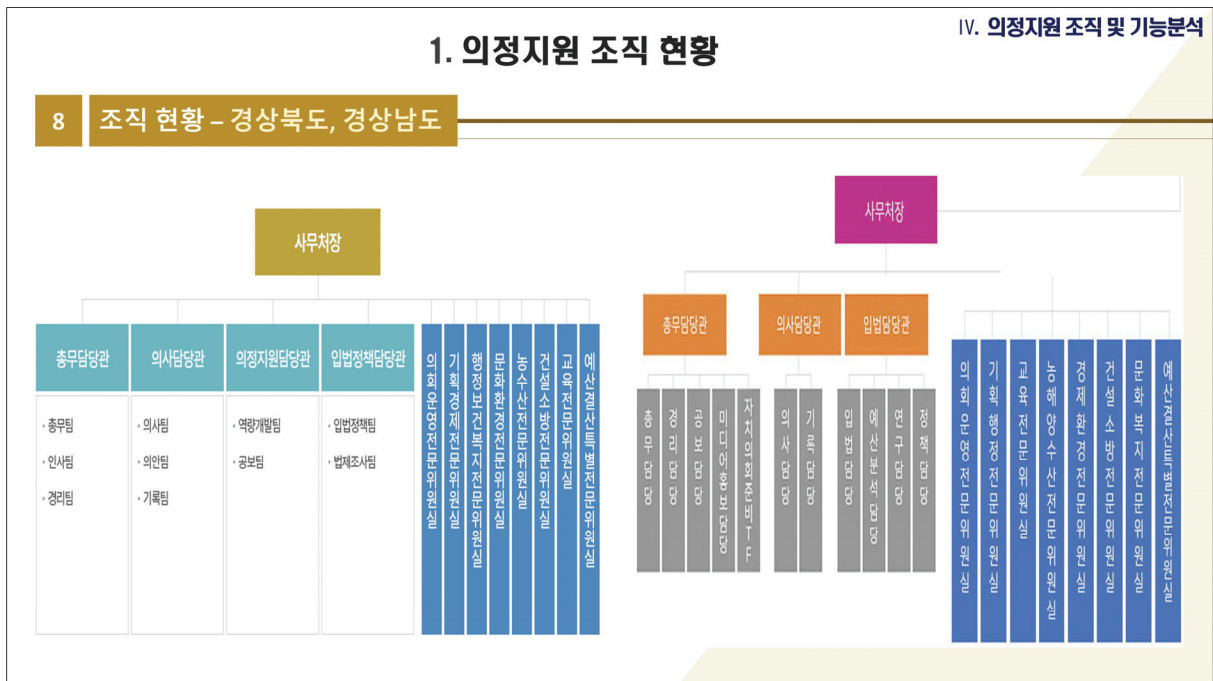 Ⅳ. 의정지원 조직 및 기능분석
1. 의정지원 조직 현황
8
조직 현황 – 경상북도, 경상남도
사무처장
총무담당관
· 총무팀
· 인사팀
· 경리팀
의사담당관
· 의사팀
· 의안팀
· 기록팀
의정지원담당관
· 역량개발팀
· 공보팀
입법정책담당관
· 입법정책팀
· 법제조사팀
의회운영전문위원실
기획경제전문위원실
행정보건복지전문위원실
문화환경전문위원실
농수산전문위원실
건설소방전문위원실
교육전문위원실
예산결산특별전문위원실
사무처장
총무담당관
총무담당
경리담당
공보담당
미디어홍보담당
자치의회준비TF
의사담당관
의사담당
기록담당
입법담당관
입법담당
예산분석담당
연구담당
정책담당
의회운영전문위원실
기획행정전문위원실
교육전문위원실
농해양수산전문위원실
경제환경전문위원실
건설소방전문위원실
문화복지전문위원실
예산결산특별전문위원실